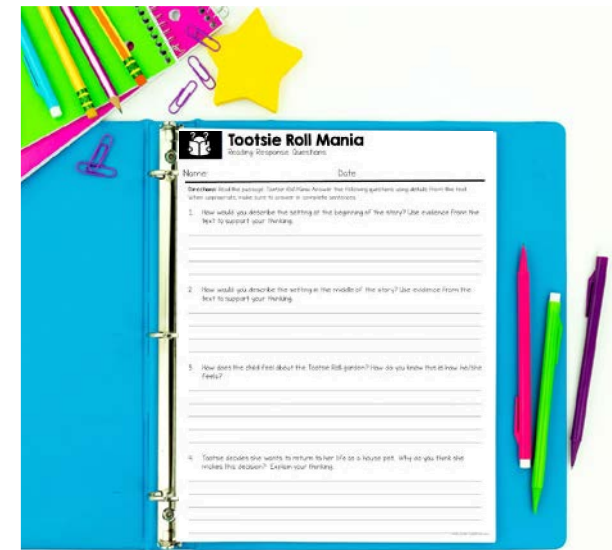 Tootsie Roll Mania
Reading Response Questions
Name Date
Directions: Read the passage Tootsie Roll Mania. Answer the following questions using details from the text.
When appropriate, make sure to answer in complete sentences.
1. How would you describe the setting at the beginning of the story? Use evidence from the
text to support your thinking.
2. How would you describe the setting in the middle of the story? Use evidence from the
text to support your thinking.
3. How does the child feel about the Tootsie Roll garden? How do you know this is how he/she
feels?
4. Tootsie decides she wants to return to her life as a house pet. Why do you think she
makes this decision? Explain your thinking.